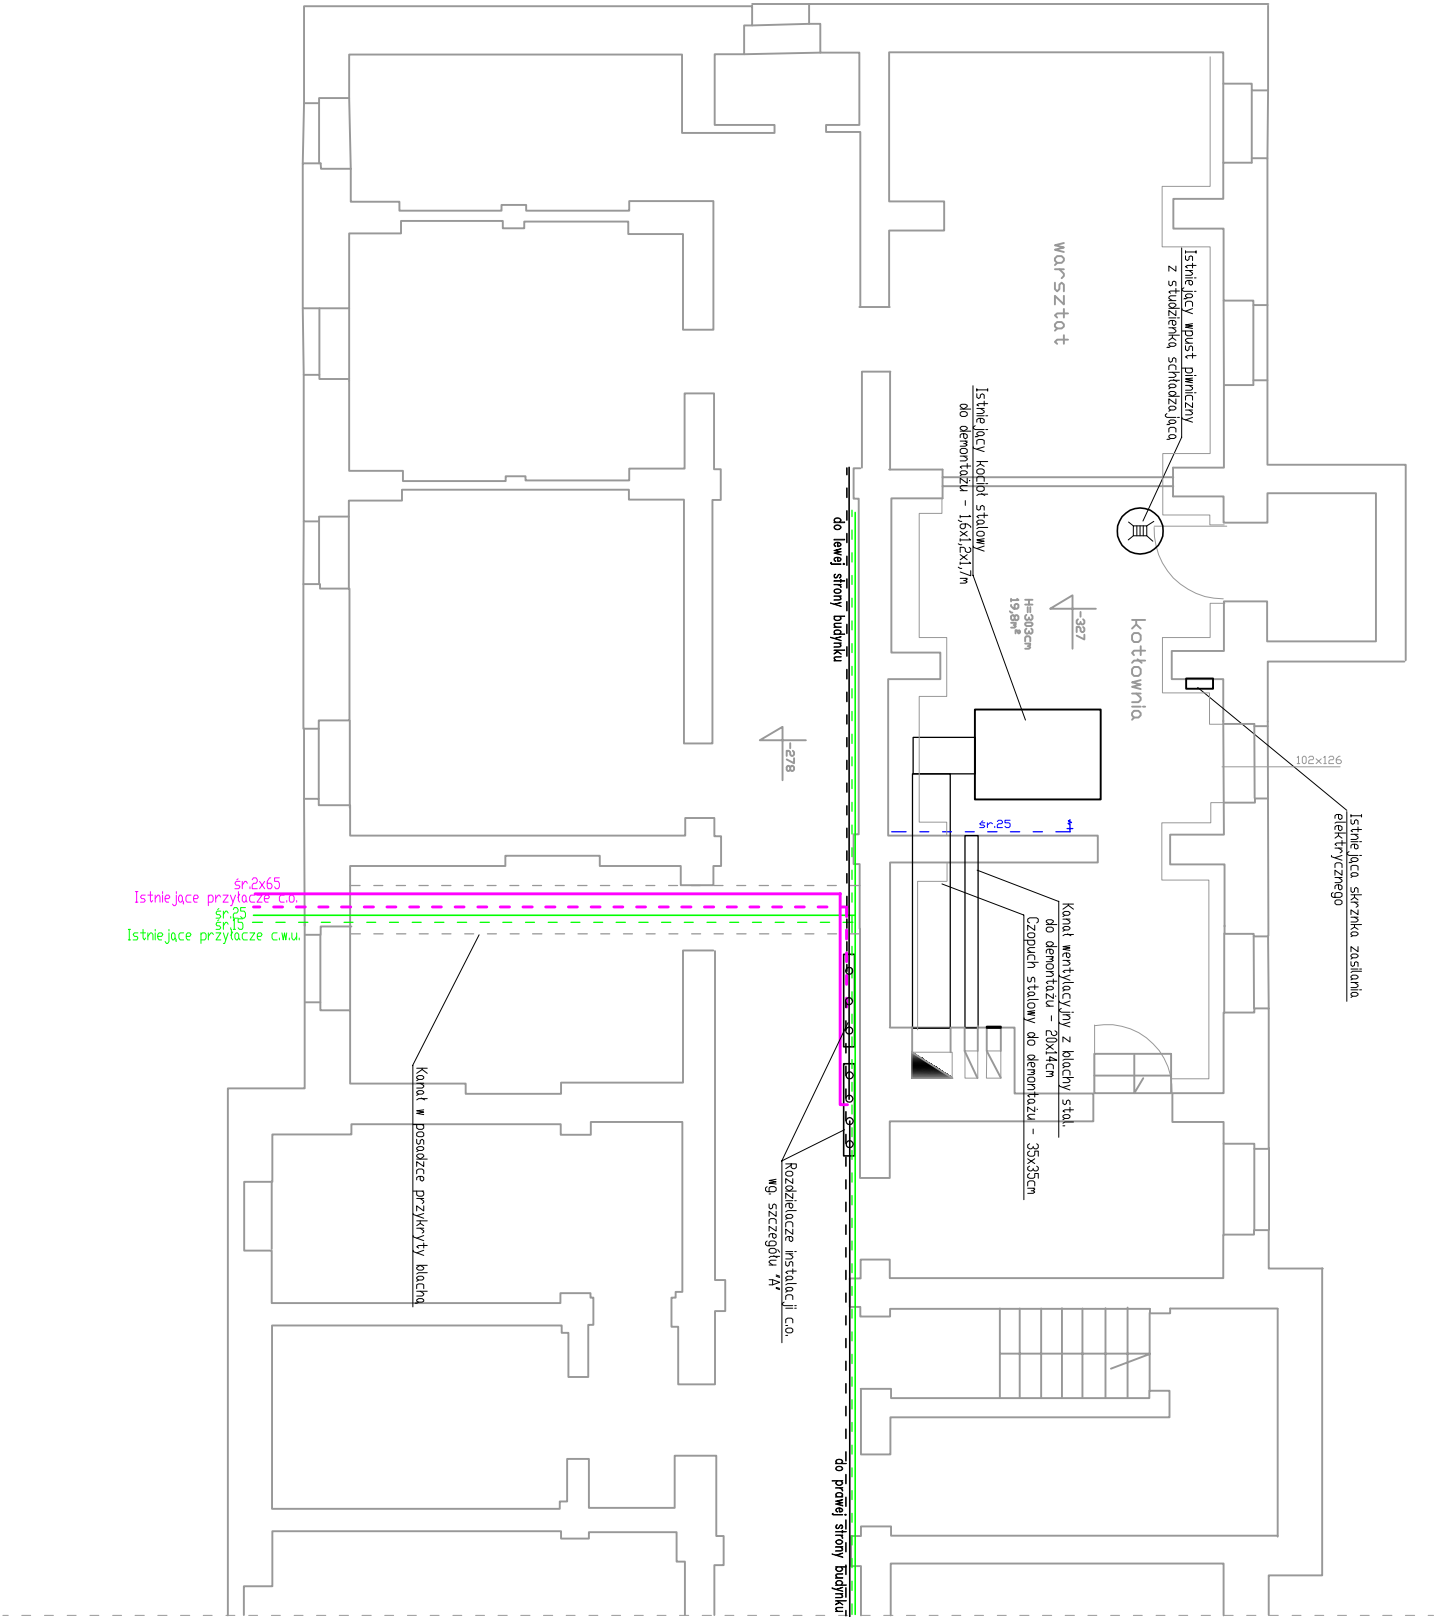 warsztat
Istniejący wpust piwniczny
z studzienką schładzającą
Istniejący kocioł stalowy
do demontażu - 1,6x1,2x1,7m
do lewej strony budynku
H=303cm
19,8m²
-327
kotłownia
-278
102x126
Istniejąca skrznka zasilania
elektrycznego
śr.25
śr.2x65
Istniejące przyłącze c.o.
śr.25
śr.15
Istniejące przyłącze c.w.u.
Kanał wentylacyjny z blachy stal.
do demontażu - 20x14cm
Czopuch stalowy do demontażu - 35x35cm
Kanał w posadzce przykryty blachą
Rozdzielacze instalacji c.o.
wg. szczegółu "A"
do prawej strony budynku